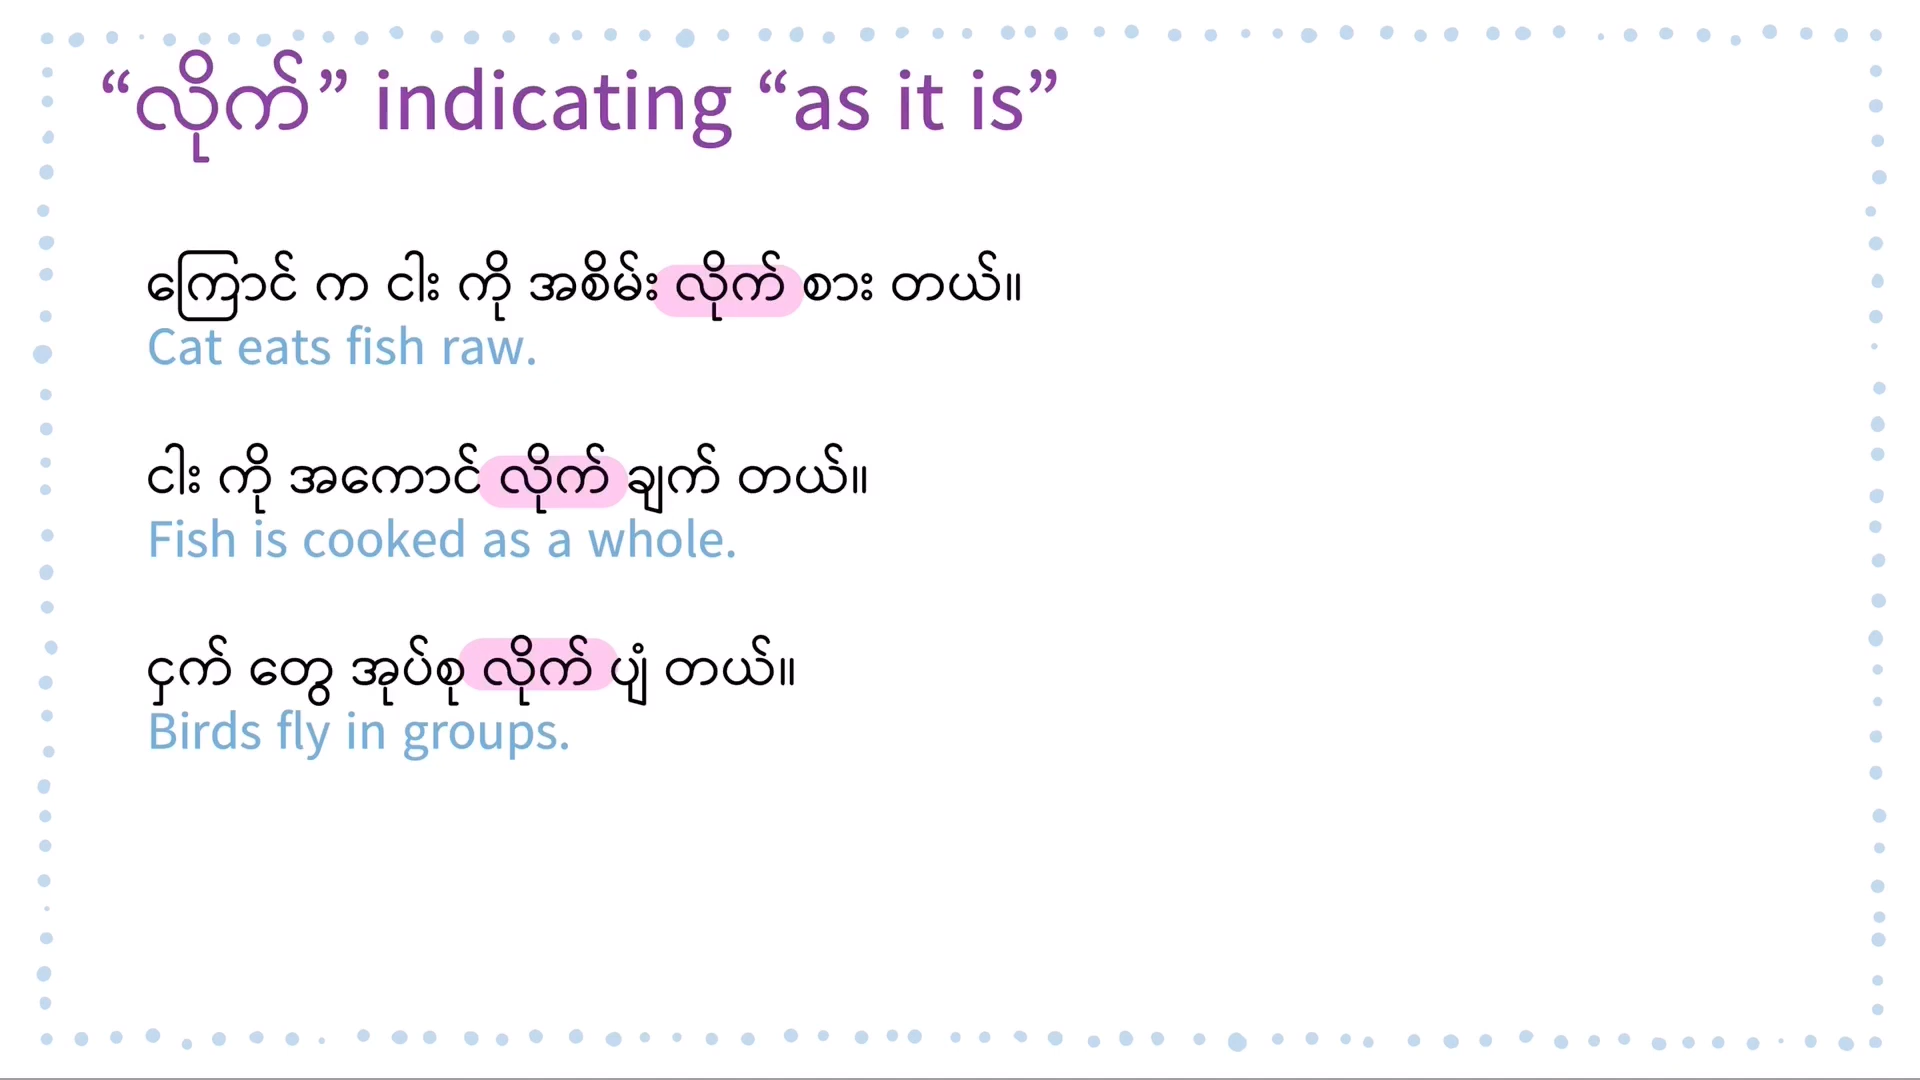 “လိုက်” indicating “as it is”
ကြောင် က ငါး ကို အစိမ်း လိုက် စား တယ်။
Cat eats fish raw.
ငါး ကို အကောင် လိုက် ချက် တယ်။
Fish is cooked as a whole.
ငှက် တွေ အုပ်စု လိုက် ပျံ တယ်။
Birds fly in groups.